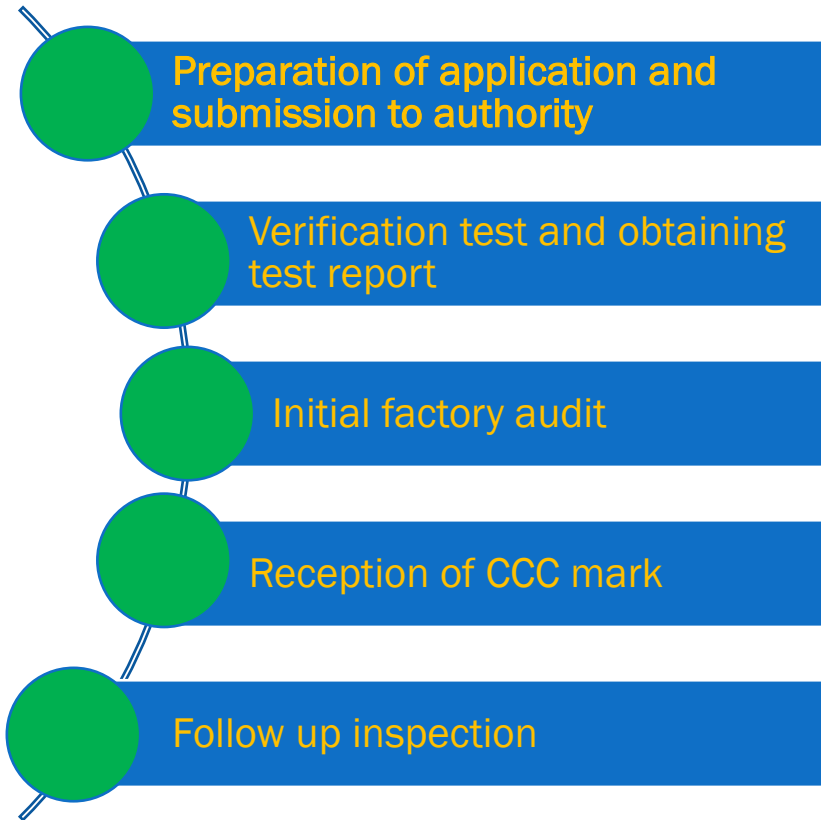 Preparation of application and
submission to authority
Verification test and obtaining
test report
Initial factory audit
Reception of CCC mark
Follow up inspection